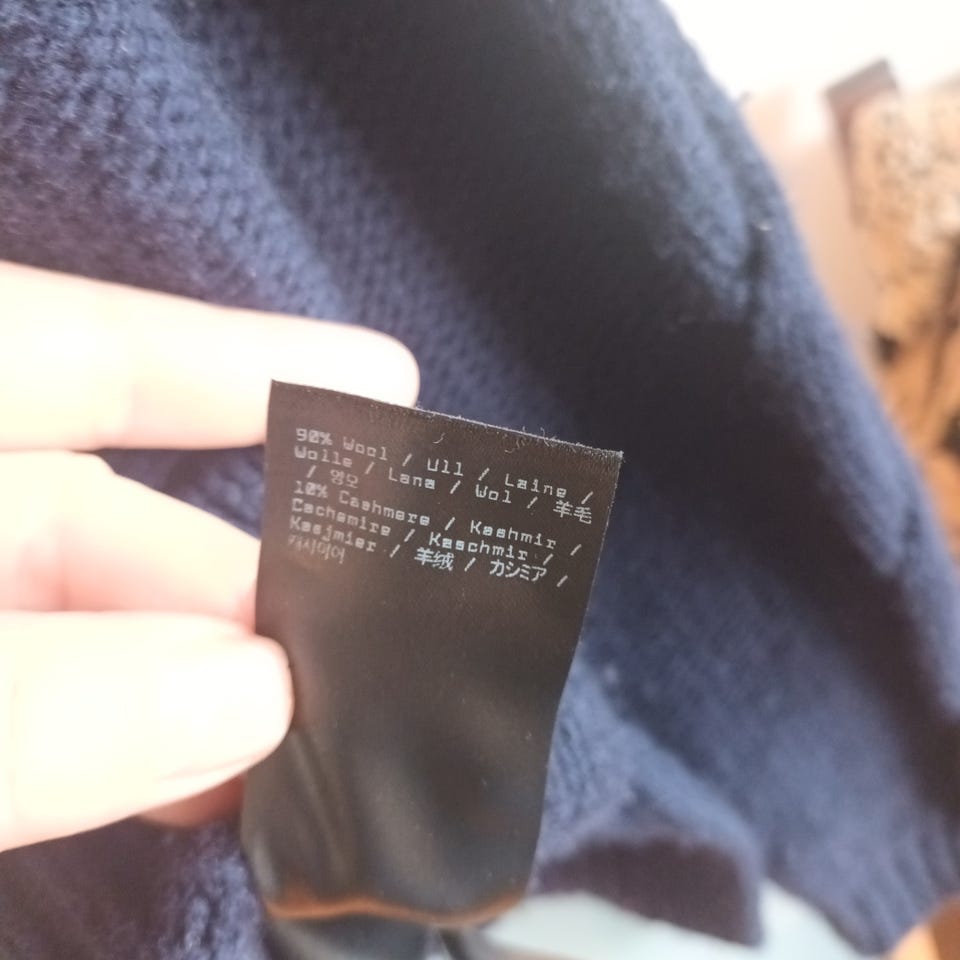 90% Wool / Ull / Laine /
Wolle / Lana / Wol / 羊毛
/ 양모
10% Cashmere / Kashmir /
Cachemire / Kaschmir /
Kasjmier / 羊绒 / カシミア /
캐시미어